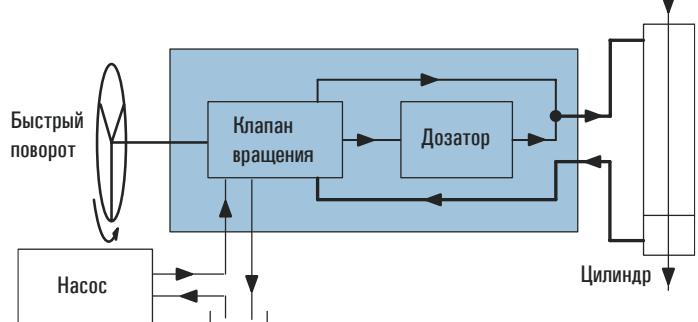 Быстрый
поворот
Клапан
вращения
Дозатор
Насос
Цилиндр